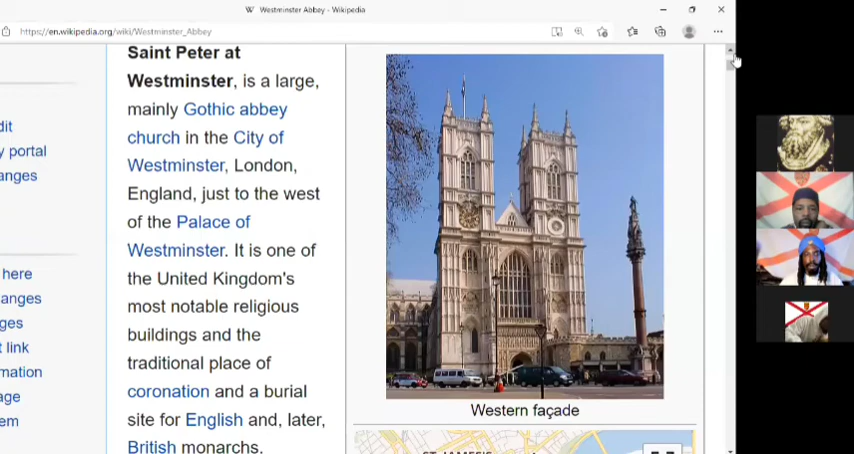 Westminster Abbey - Wikipedia
https://en.wikipedia.org/wiki/Westminster_Abbey
Saint Peter at
Westminster, is a large,
mainly Gothic abbey
church in the City of
Westminster, London,
England, just to the west
of the Palace of
Westminster. It is one of
the United Kingdom's
most notable religious
buildings and the
traditional place of
coronation and a burial
site for English and, later,
British monarchs.
dit
y portal
anges
here
anges
ges
t link
mation
age
em
Western façade
ST JAMES'S